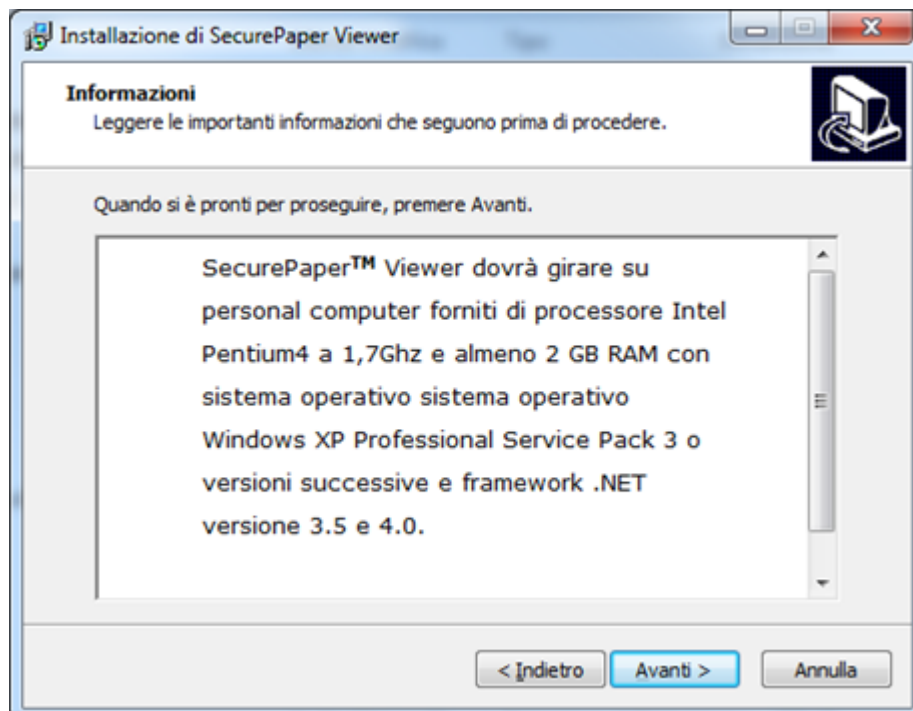 Installazione di SecurePaper Viewer
Informazioni
Leggere le importanti informazioni che seguono prima di procedere.
Quando si è pronti per proseguire, premere Avanti.
SecurePaper™ Viewer dovrà girare su
personal computer forniti di processore Intel
Pentium4 a 1,7Ghz e almeno 2 GB RAM con
sistema operativo sistema operativo
Windows XP Professional Service Pack 3 o
versioni successive e framework .NET
versione 3.5 e 4.0.
< Indietro
Avanti >
Annulla